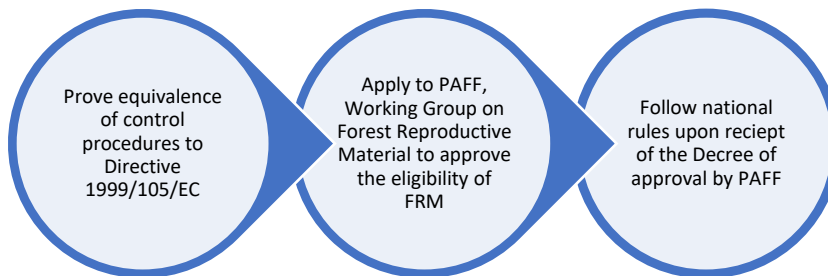 Prove equivalence
of control
procedures to
Directive
1999/105/EC
Apply to PAFF,
Working Group on
Forest Reproductive
Material to approve
the eligibility of
FRM
Follow national
rules upon reciept
of the Decree of
approval by PAFF